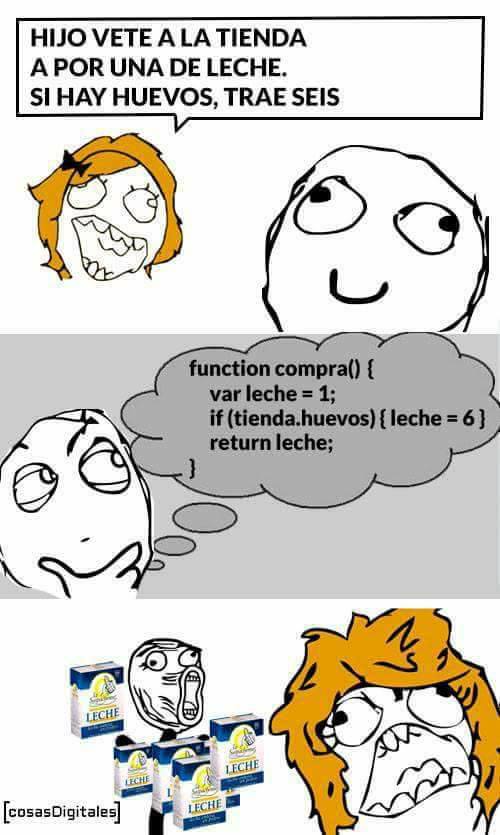 HIJO VETE A LA TIENDA
A POR UNA DE LECHE.
SI HAY HUEVOS, TRAE SEIS
function compra() {
var leche = 1;
if (tienda.huevos) { leche = 6 }
return leche;
}
LECHE
LECHE
LECHE
LECHE
[cosasDigitales]